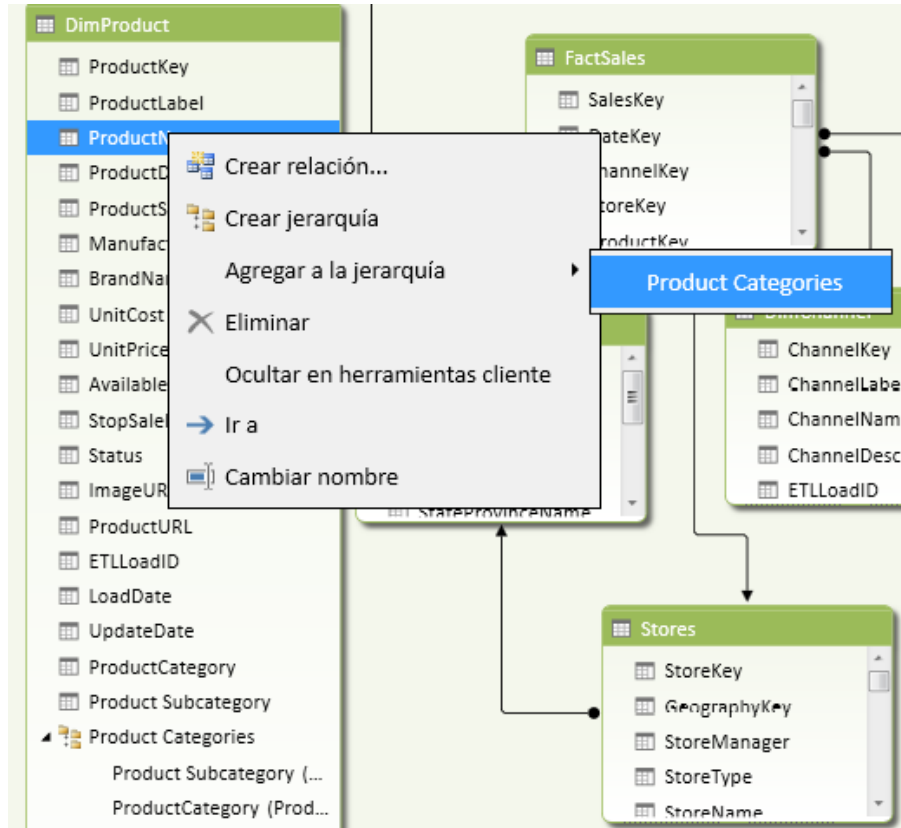 DimProduct
ProductKey
ProductLabel
ProductN
ProductD
ProductS
Manufac
BrandNa
UnitCost
UnitPrice
Available
StopSale
Status
ImageUR
ProductURL
ETLLoadID
LoadDate
UpdateDate
ProductCategory
Product Subcategory
Product Categories
Product Subcategory (...
ProductCategory (Prod...
Crear relación...
Crear jerarquía
Agregar a la jerarquía
Eliminar
Ocultar en herramientas cliente
Ir a
Cambiar nombre
Product Categories
FactSales
SalesKey
DateKey
hannelKey
toreKey
roductKey
StateProvinceName
DimChannel
ChannelKey
ChannelLabe
ChannelNam
ChannelDesc
ETLLoadID
Stores
StoreKey
GeographyKey
StoreManager
StoreType
StoreName